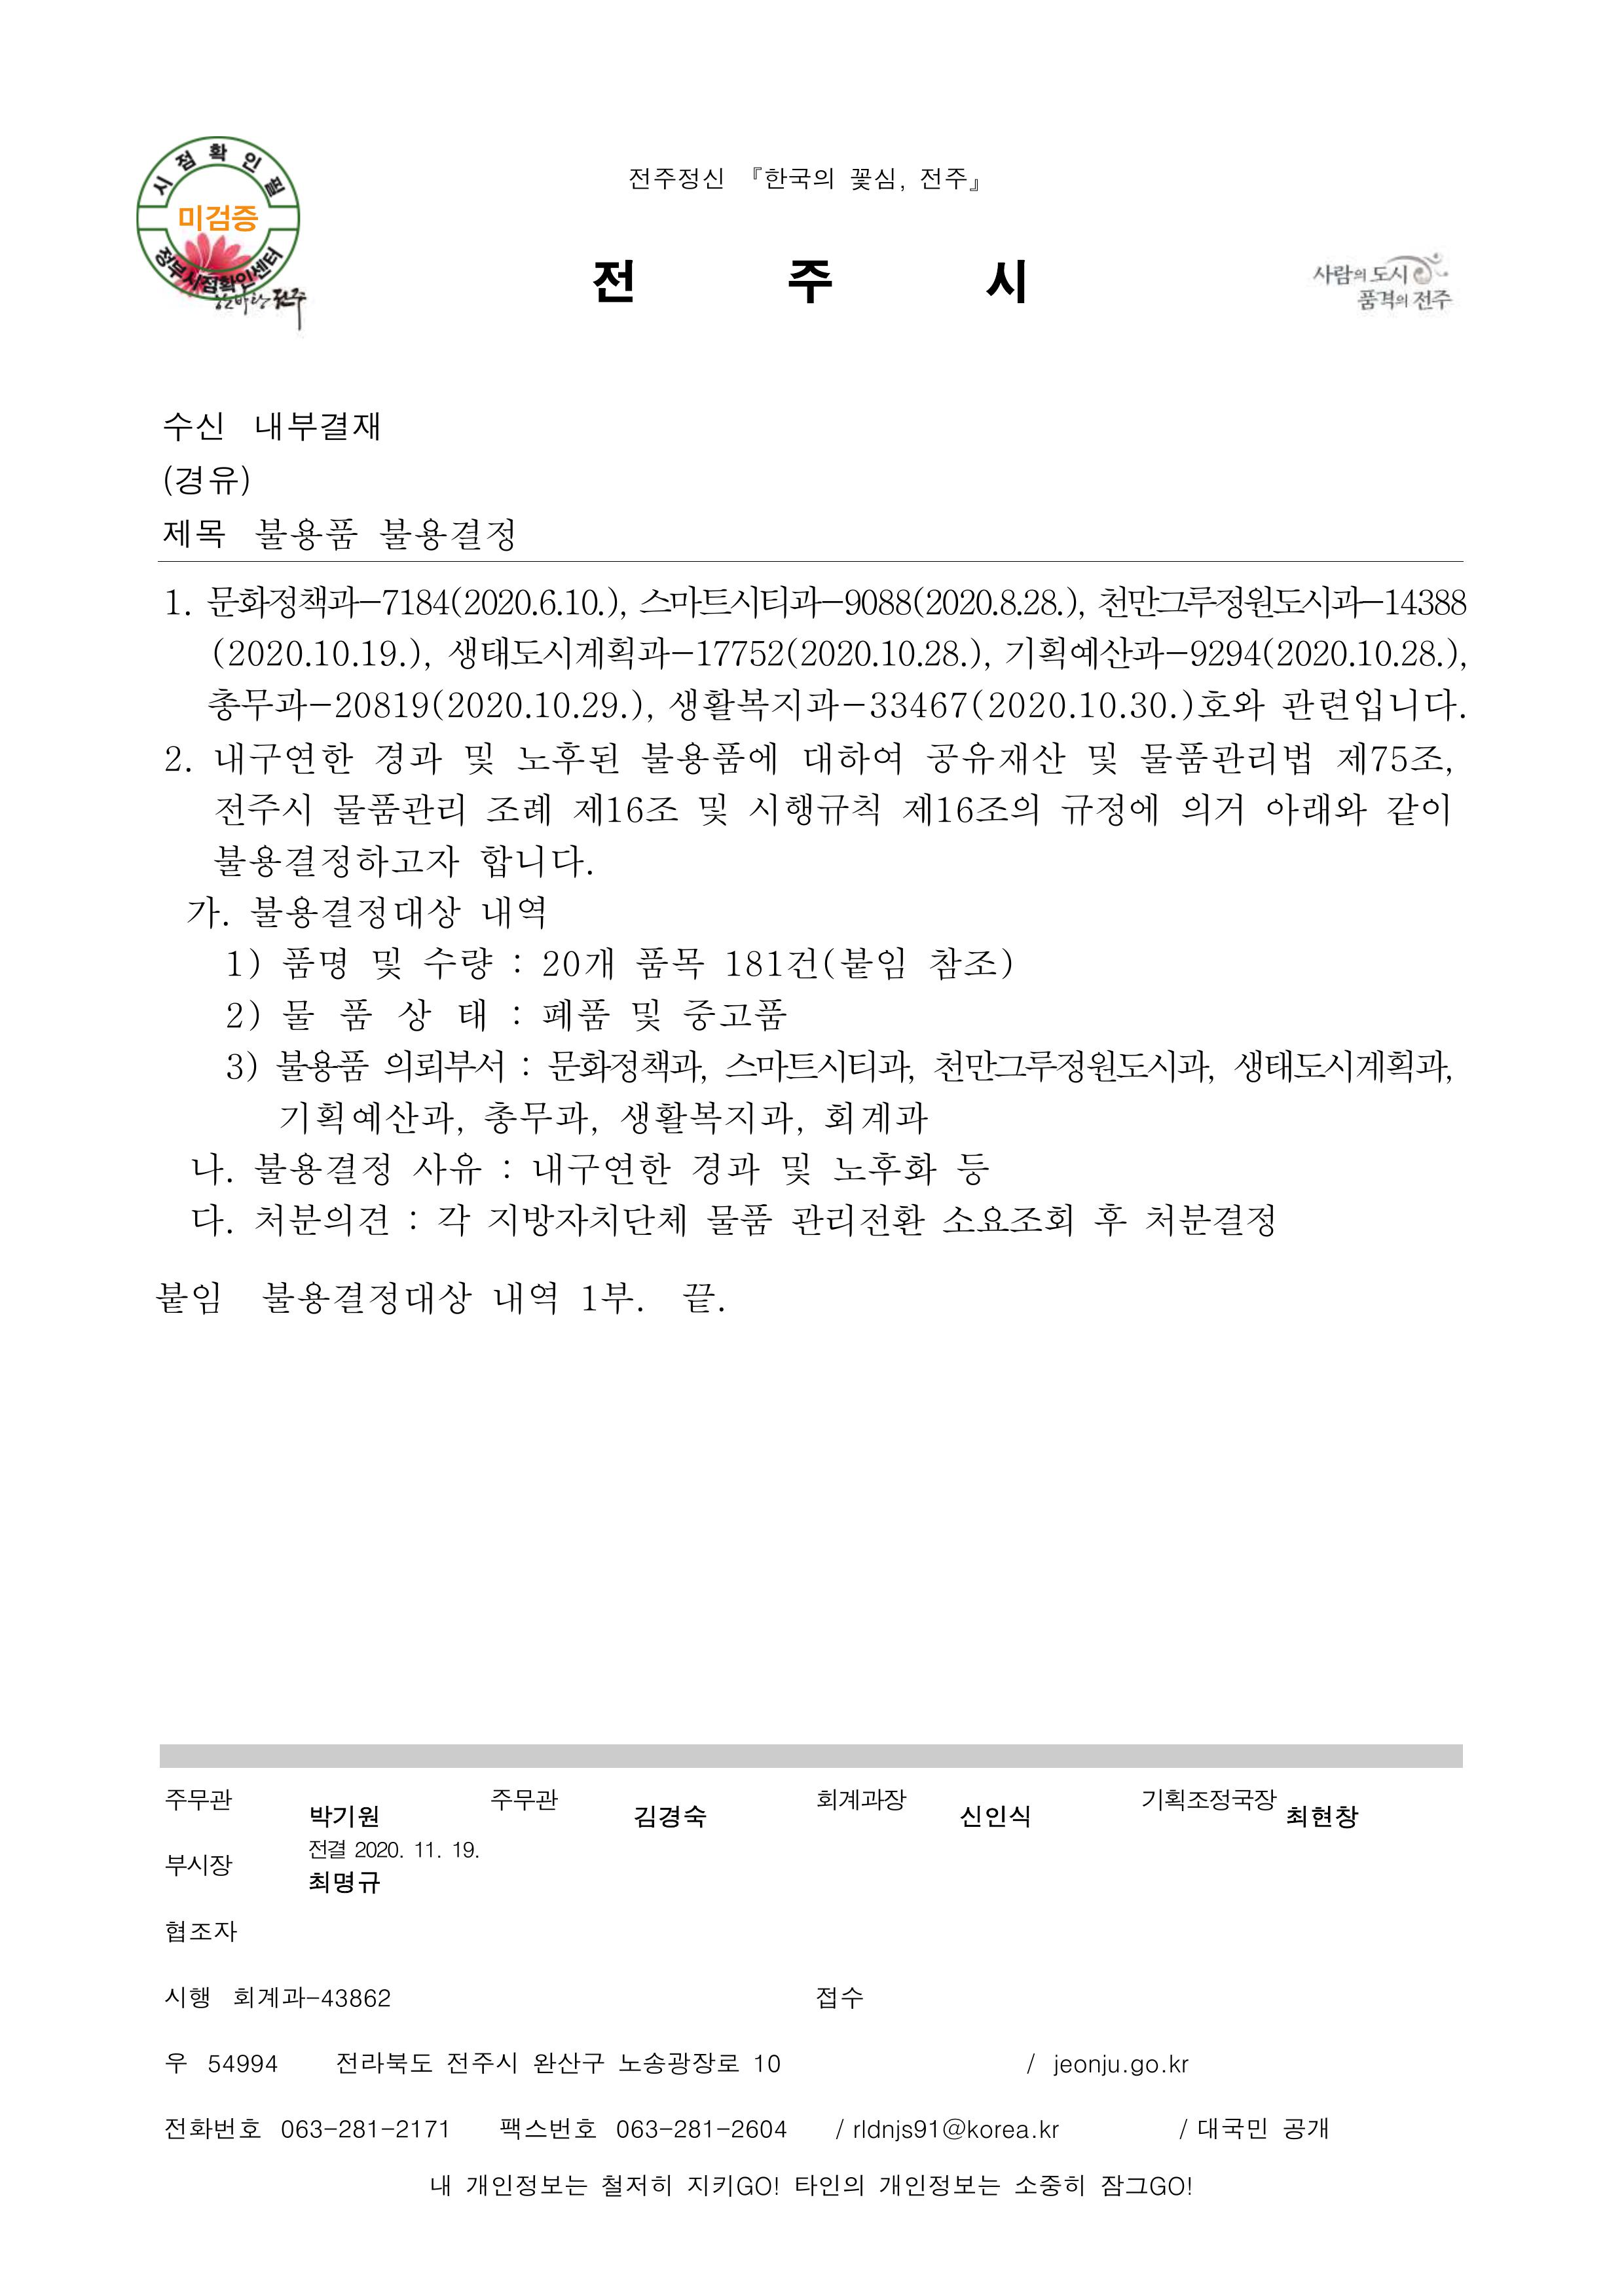 시점확인필
미검증
정부시점확인센터
전주정신 『한국의 꽃심, 전주』
전 주 시
사람의 도시
품격의 전주
수신 내부결재
(경유)
제목 불용품 불용결정
1. 문화정책과-7184(2020.6.10.), 스마트시티과-9088(2020.8.28.), 천만그루정원도시과-14388
(2020.10.19.), 생태도시계획과-17752(2020.10.28.), 기획예산과-9294(2020.10.28.),
총무과-20819(2020.10.29.), 생활복지과-33467(2020.10.30.)호와 관련입니다.
2. 내구연한 경과 및 노후된 불용품에 대하여 공유재산 및 물품관리법 제75조,
전주시 물품관리 조례 제16조 및 시행규칙 제16조의 규정에 의거 아래와 같이
불용결정하고자 합니다.
가. 불용결정대상 내역
1) 품명 및 수량 : 20개 품목 181건(붙임 참조)
2) 물 품 상 태 : 폐품 및 중고품
3) 불용품 의뢰부서 : 문화정책과, 스마트시티과, 천만그루정원도시과, 생태도시계획과,
기획예산과, 총무과, 생활복지과, 회계과
나. 불용결정 사유 : 내구연한 경과 및 노후화 등
다. 처분의견 : 각 지방자치단체 물품 관리전환 소요조회 후 처분결정
붙임 불용결정대상 내역 1부. 끝.
주무관 박기원 주무관 김경숙 회계과장 신인식 기획조정국장 최현창
전결 2020. 11. 19.
부시장 최명규
협조자
시행 회계과-43862 접수
우 54994 전라북도 전주시 완산구 노송광장로 10 / jeonju.go.kr
전화번호 063-281-2171 팩스번호 063-281-2604 / rldnjs91@korea.kr / 대국민 공개
내 개인정보는 철저히 지키GO! 타인의 개인정보는 소중히 잠그GO!